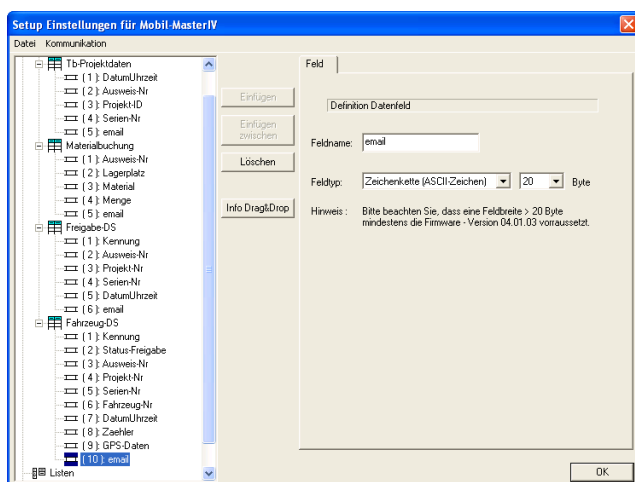 Setup Einstellungen für Mobil-MasterIV
Datei Kommunikation
Tb-Projektdaten
( 1 ): DatumUhrzeit
( 2 ): Ausweis-Nr
( 3 ): Projekt-ID
( 4 ): Serien-Nr
( 5 ): email
Materialbuchung
( 1 ): Ausweis-Nr
( 2 ): Lagerplatz
( 3 ): Material
( 4 ): Menge
( 5 ): email
Freigabe-DS
( 1 ): Kennung
( 2 ): Ausweis-Nr
( 3 ): Projekt-Nr
( 4 ): Serien-Nr
( 5 ): DatumUhrzeit
( 6 ): email
Fahrzeug-DS
( 1 ): Kennung
( 2 ): Status-Freigabe
( 3 ): Ausweis-Nr
( 4 ): Projekt-Nr
( 5 ): Serien-Nr
( 6 ): Fahrzeug-Nr
( 7 ): DatumUhrzeit
( 8 ): Zaehler
( 9 ): GPS-Daten
( 10 ): email
Listen
Einfügen
Einfügen
zwischen
Löschen
Info Drag&Drop
Feld
Definition Datenfeld
Feldname: email
Feldtyp: Zeichenkette (ASCII-Zeichen) 20 Byte
Hinweis : Bitte beachten Sie, dass eine Feldbreite > 20 Byte
mindestens die Firmware - Version 04.01.03 vorraussetzt.
OK